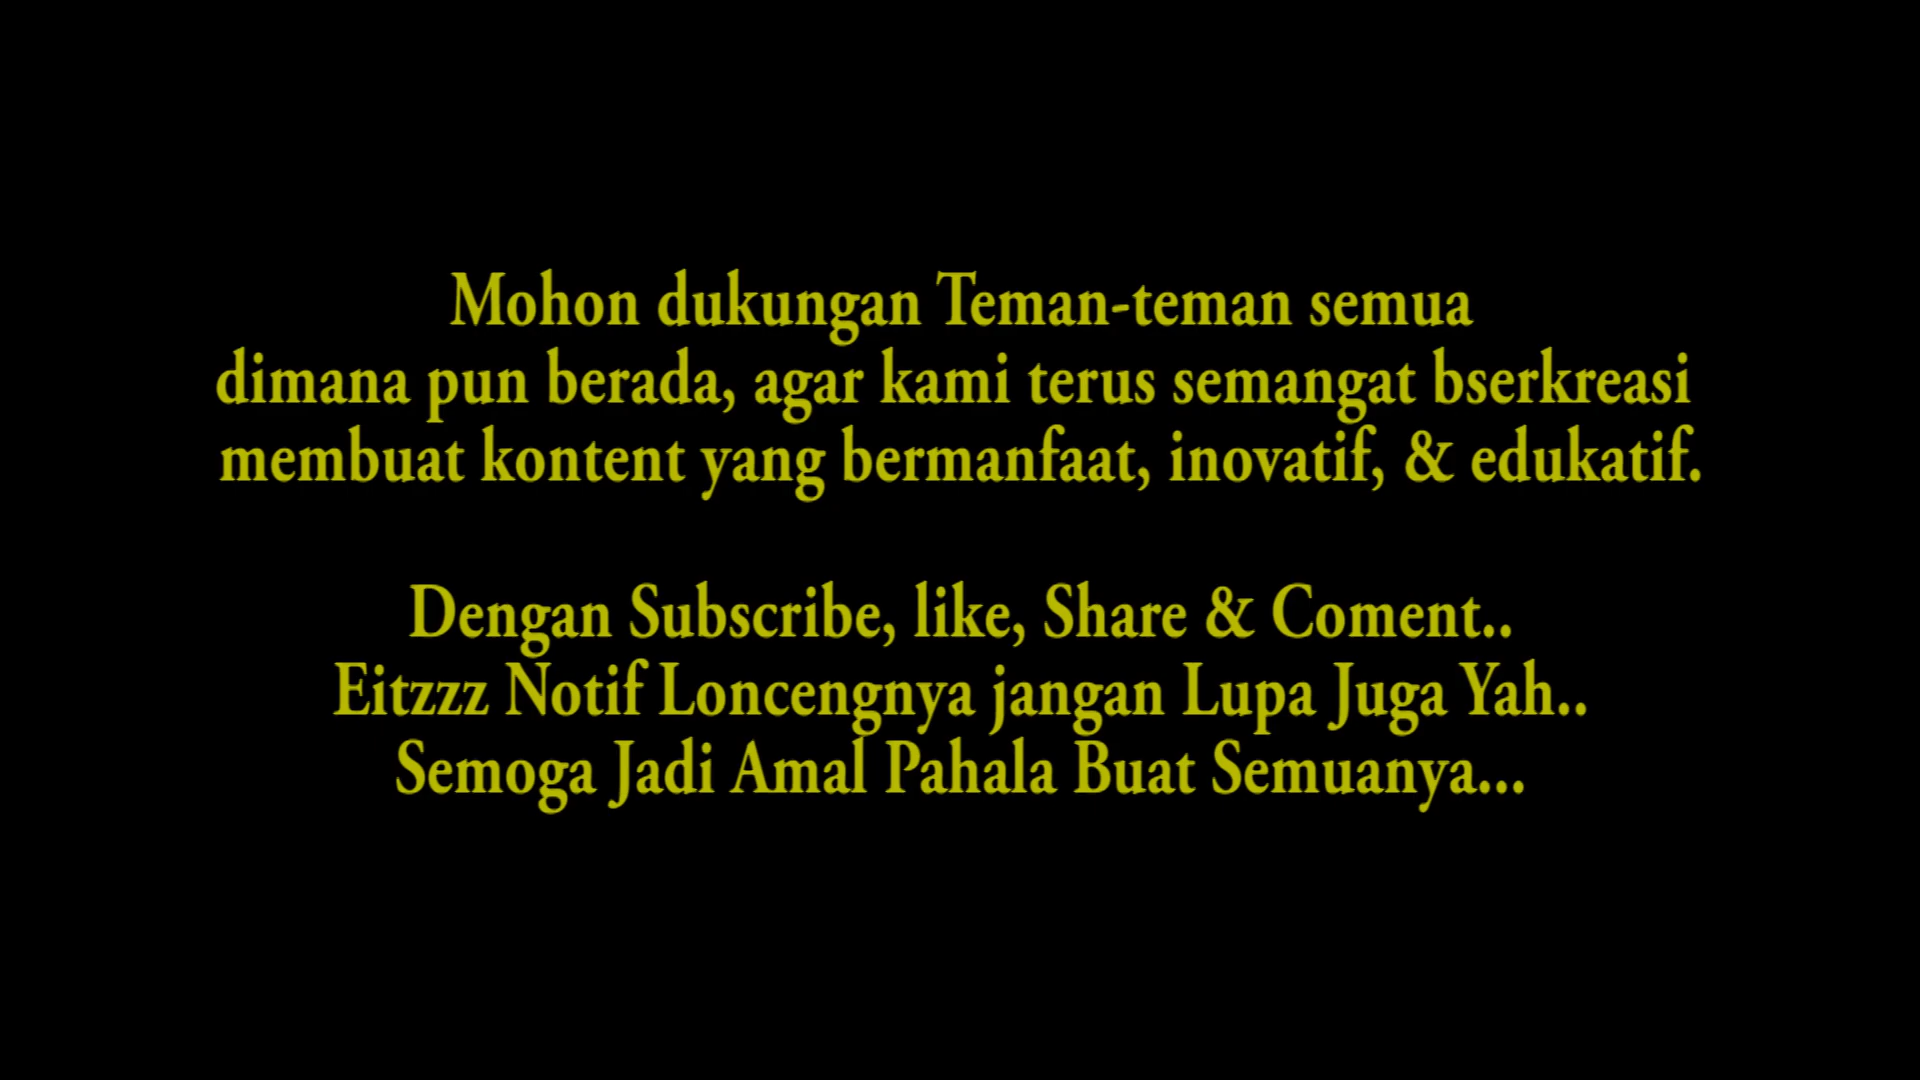 Mohon dukungan Teman-teman semua
dimana pun berada, agar kami terus semangat bserkreasi
membuat kontent yang bermanfaat, inovatif, & edukatif.
Dengan Subscribe, like, Share & Coment..
Eitzzz Notif Loncengnya jangan Lupa Juga Yah..
Semoga Jadi Amal Pahala Buat Semuanya...